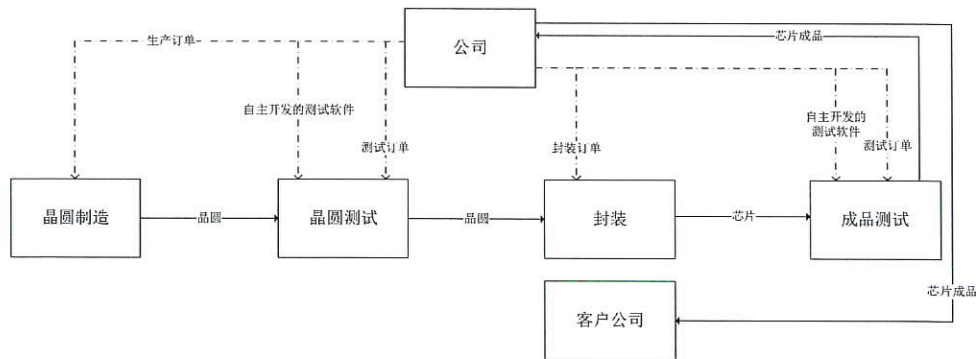 公司
生产订单
芯片成品
自主开发的测试软件
测试订单
封装订单
自主开发的
测试软件
测试订单
晶圆制造
晶圆
晶圆测试
晶圆
封装
芯片
成品测试
芯片成品
客户公司